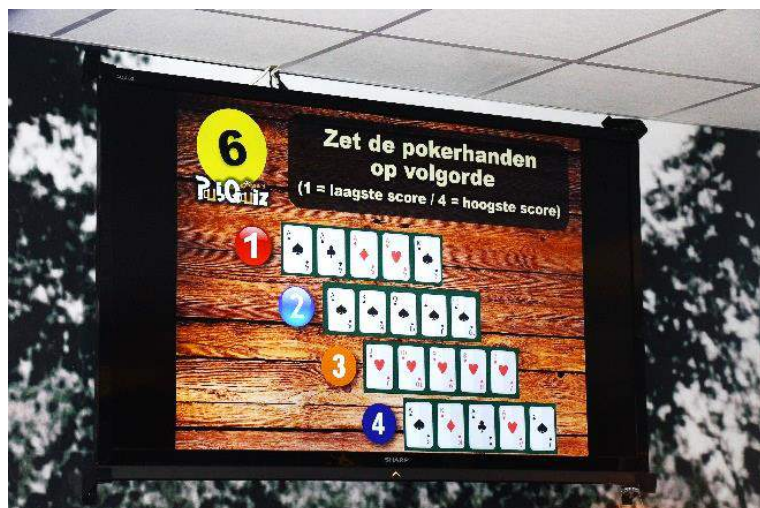 6
Zet de pokerhanden
op volgorde
(1 = laagste score / 4 = hoogste score)
PubQuiz
1
2
3
4
SHARP